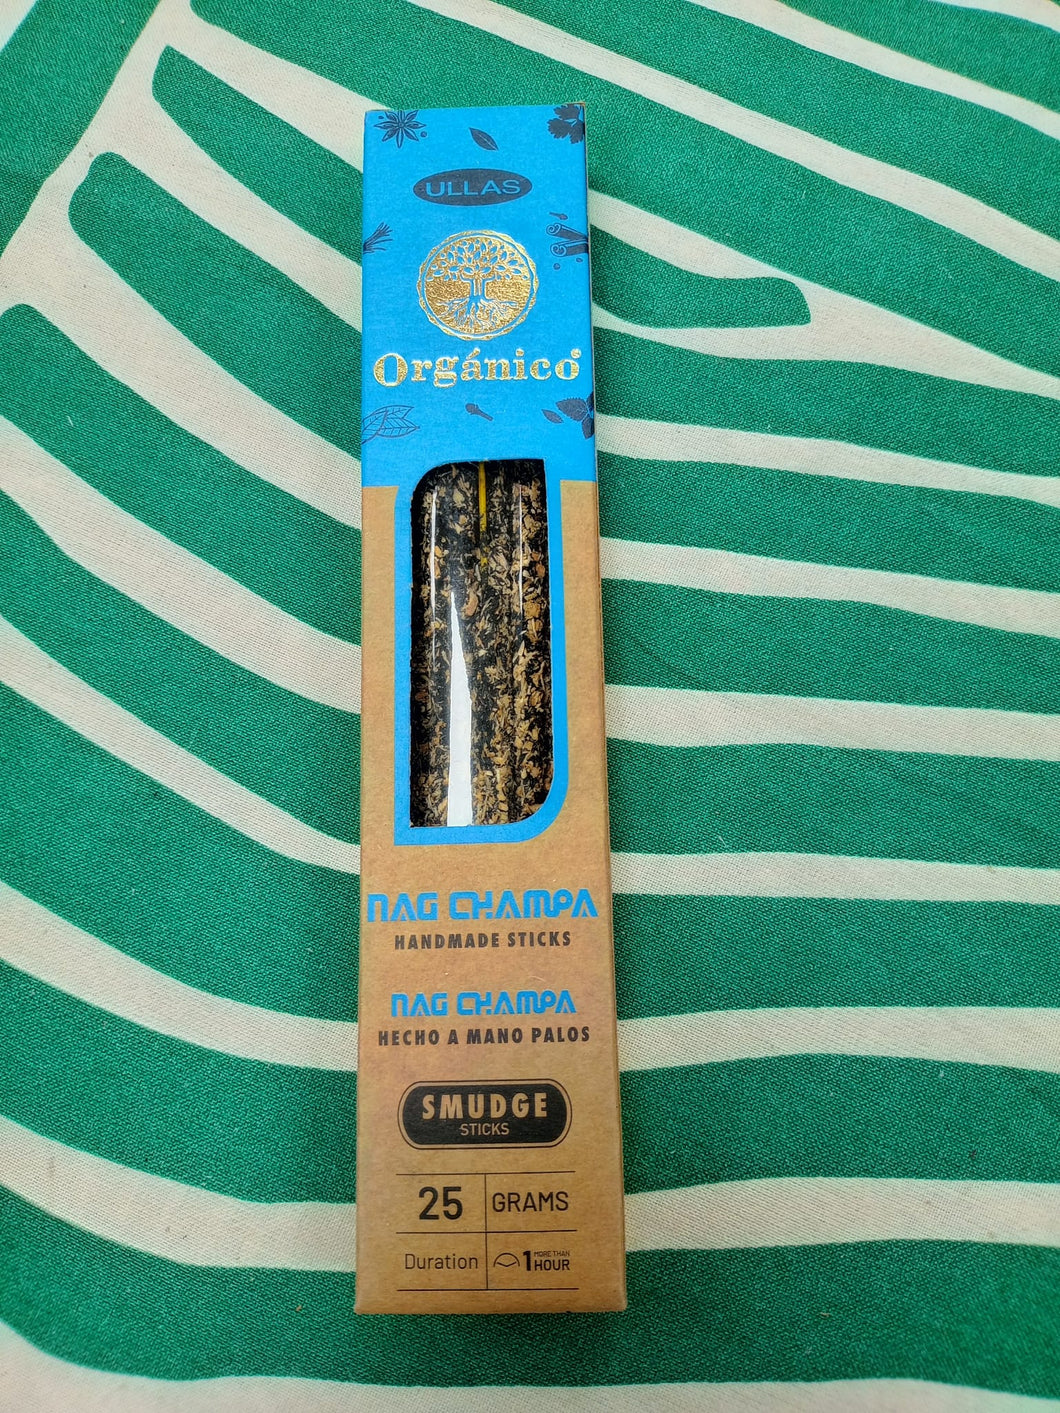 ULLAS
Orgánico
NAG CHAMPA
HANDMADE STICKS
NAG CHAMPA
HECHO A MANO PALOS
SMUDGE
STICKS
25 GRAMS
Duration MORE THAN
1 HOUR